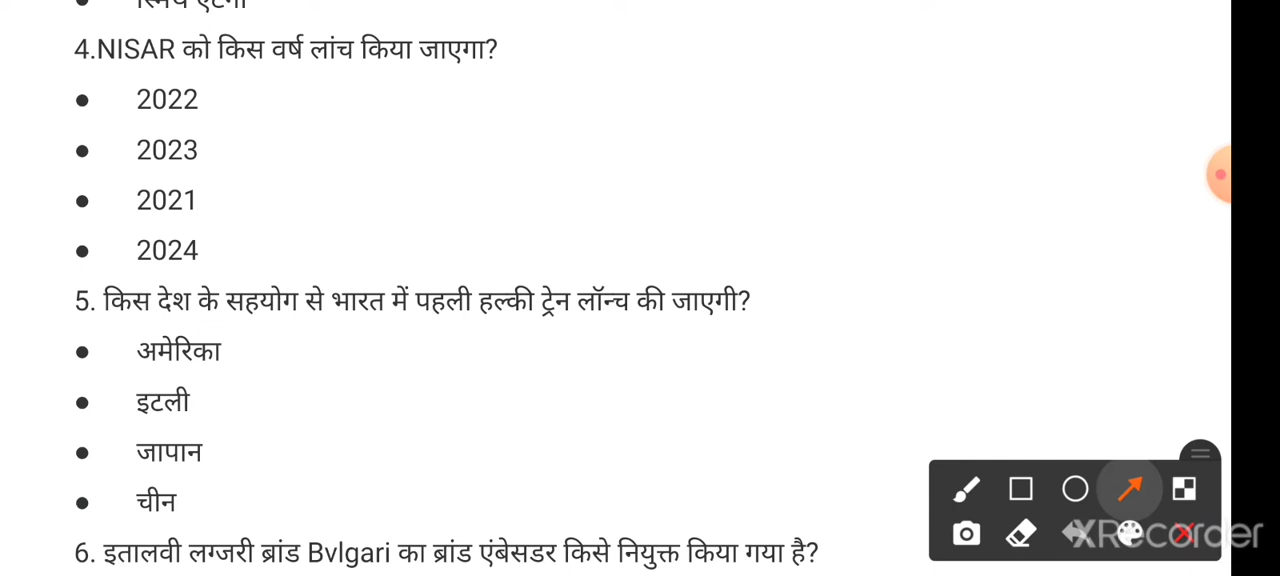 4.NISAR को किस वर्ष लांच किया जाएगा?
● 2022
● 2023
● 2021
● 2024
5. किस देश के सहयोग से भारत में पहली हल्की ट्रेन लॉन्च की जाएगी?
● अमेरिका
● इटली
● जापान
● चीन
6. इतालवी लग्जरी ब्रांड Bvlgari का ब्रांड एंबेसडर किसे नियुक्त किया गया है?
XRecorder